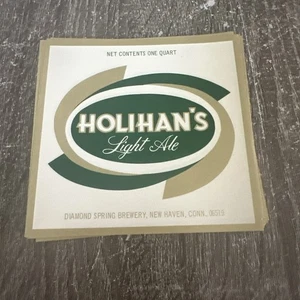 NET CONTENTS ONE QUART
HOLIHAN'S
Light Ale
DIAMOND SPRING BREWERY, NEW HAVEN, CONN.,